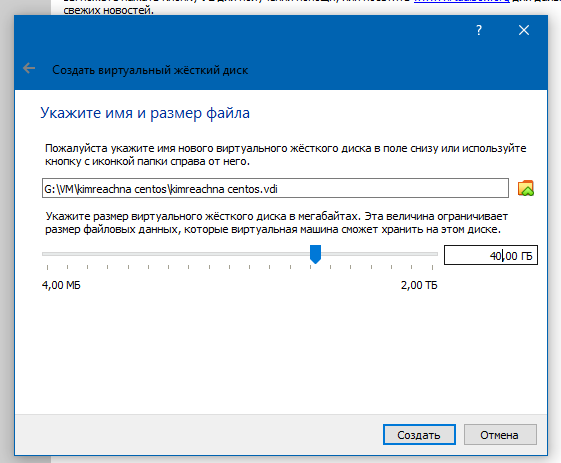 свежих новостей.
?
Создать виртуальный жёсткий диск
Укажите имя и размер файла
Пожалуйста укажите имя нового виртуального жёсткого диска в поле снизу или используйте
кнопку с иконкой папки справа от него.
G:\VM\kimreachna centos\kimreachna centos.vdi
Укажите размер виртуального жёсткого диска в мегабайтах. Эта величина ограничивает
размер файловых данных, которые виртуальная машина сможет хранить на этом диске.
40,00 ГБ
4,00 МБ 2,00 ТБ
Создать Отмена